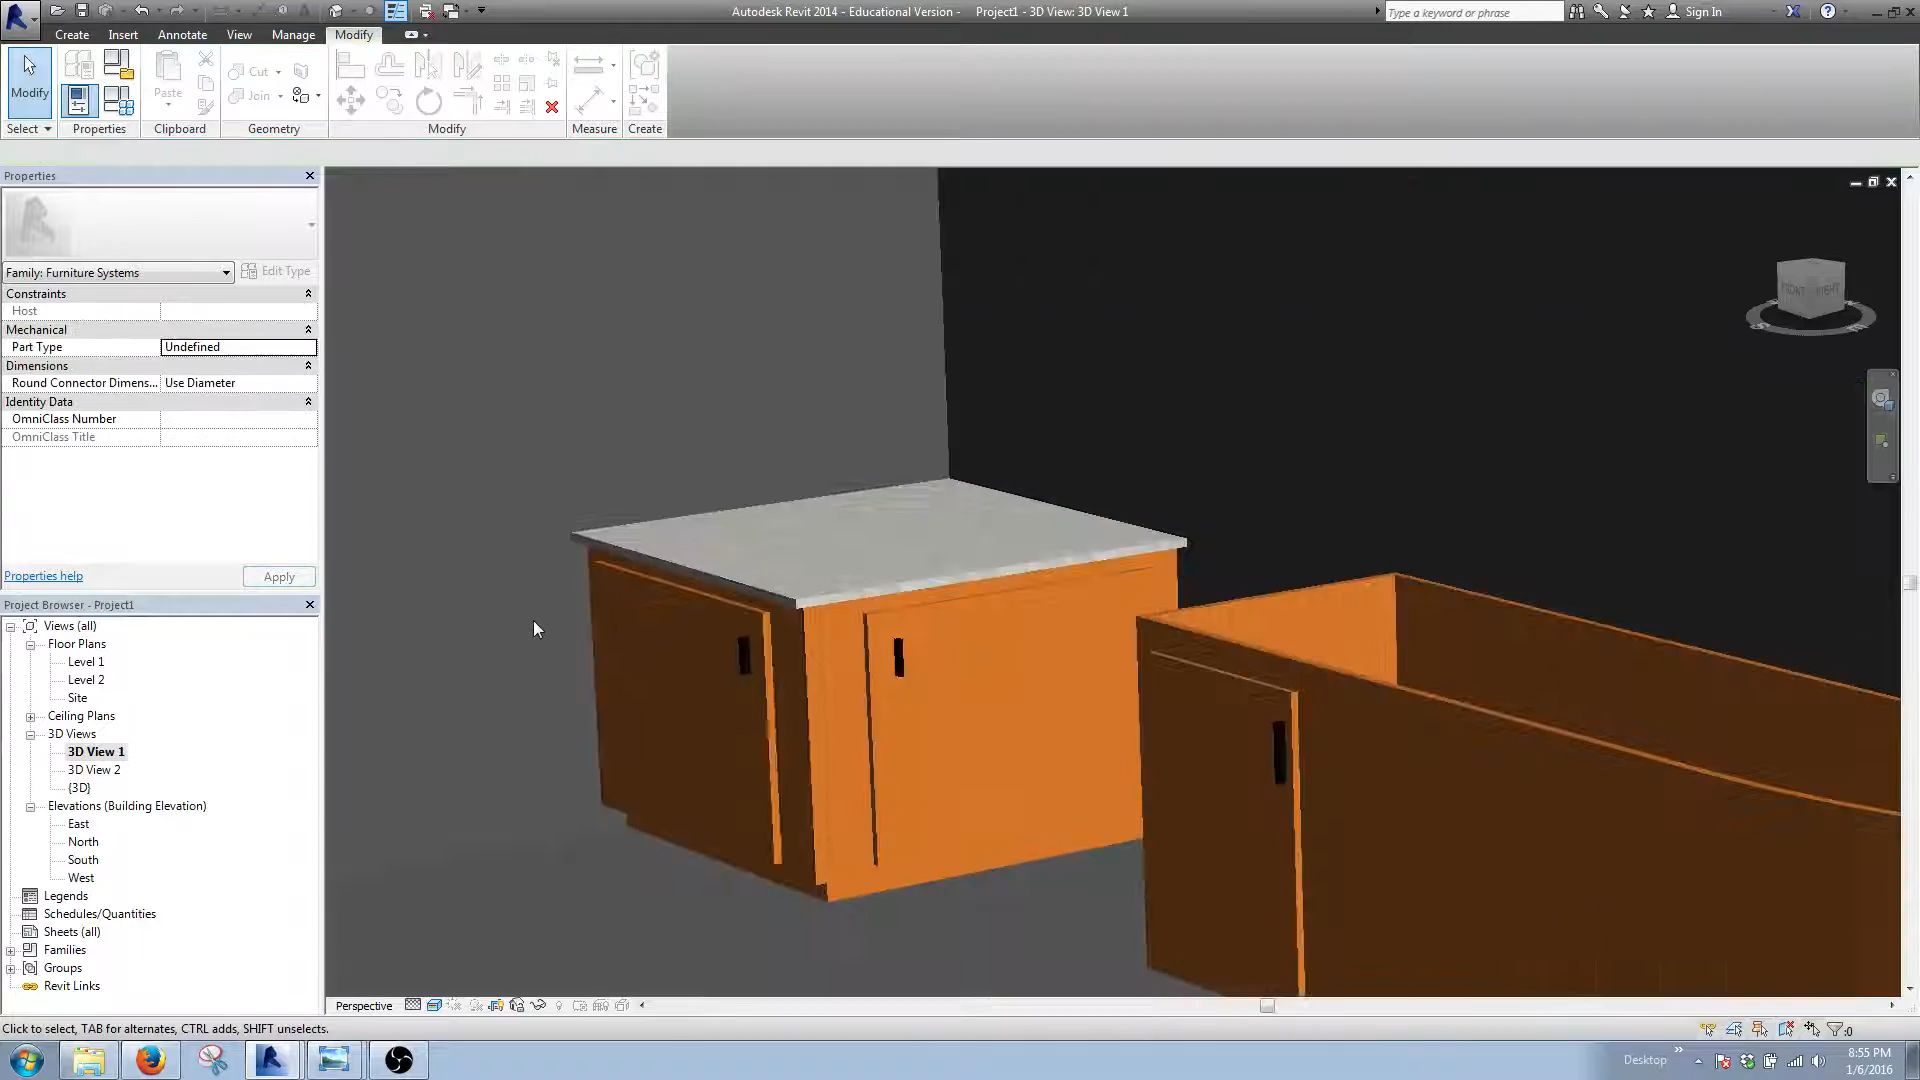 Autodesk Revit 2014 - Educational Version -    Project1 - 3D View: 3D View 1
Type a keyword or phrase
Sign In
Create Insert Annotate View Manage Modify
Modify
Paste
Cut
Join
Select Properties Clipboard Geometry Modify Measure Create
Properties
Family: Furniture Systems
Edit Type
Constraints
Host
Mechanical
Part Type Undefined
Dimensions
Round Connector Dimens... Use Diameter
Identity Data
OmniClass Number
OmniClass Title
Properties help
Apply
Project Browser - Project1
Views (all)
Floor Plans
Level 1
Level 2
Site
Ceiling Plans
3D Views
3D View 1
3D View 2
{3D}
Elevations (Building Elevation)
East
North
South
West
Legends
Schedules/Quantities
Sheets (all)
Families
Groups
Revit Links
FRONT RIGHT
S E
Perspective
Click to select, TAB for alternates, CTRL adds, SHIFT unselects.
:0
Desktop
8:55 PM
1/6/2016